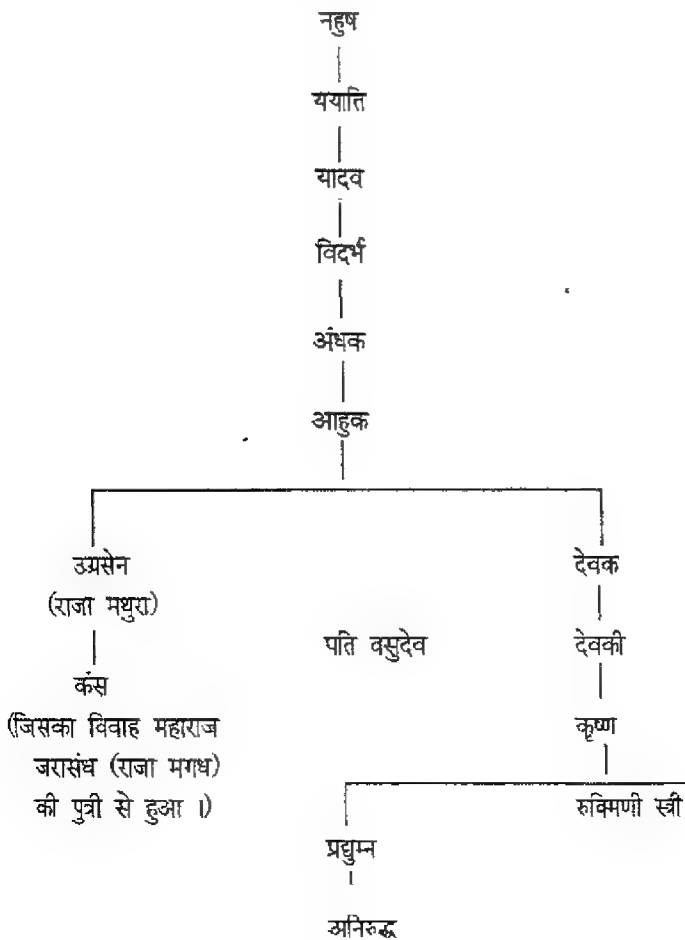 नहुष
ययाति
यादव
विदर्भ
अंधक
आहुक
उग्रसेन
(राजा मथुरा)
देवक
पति वसुदेव
देवकी
कंस
(जिसका विवाह महाराज
जरासंध (राजा मगध)
की पुत्री से हुआ ।)
कृष्ण
रुक्मिणी स्त्री
प्रद्युम्न
अनिरुद्ध